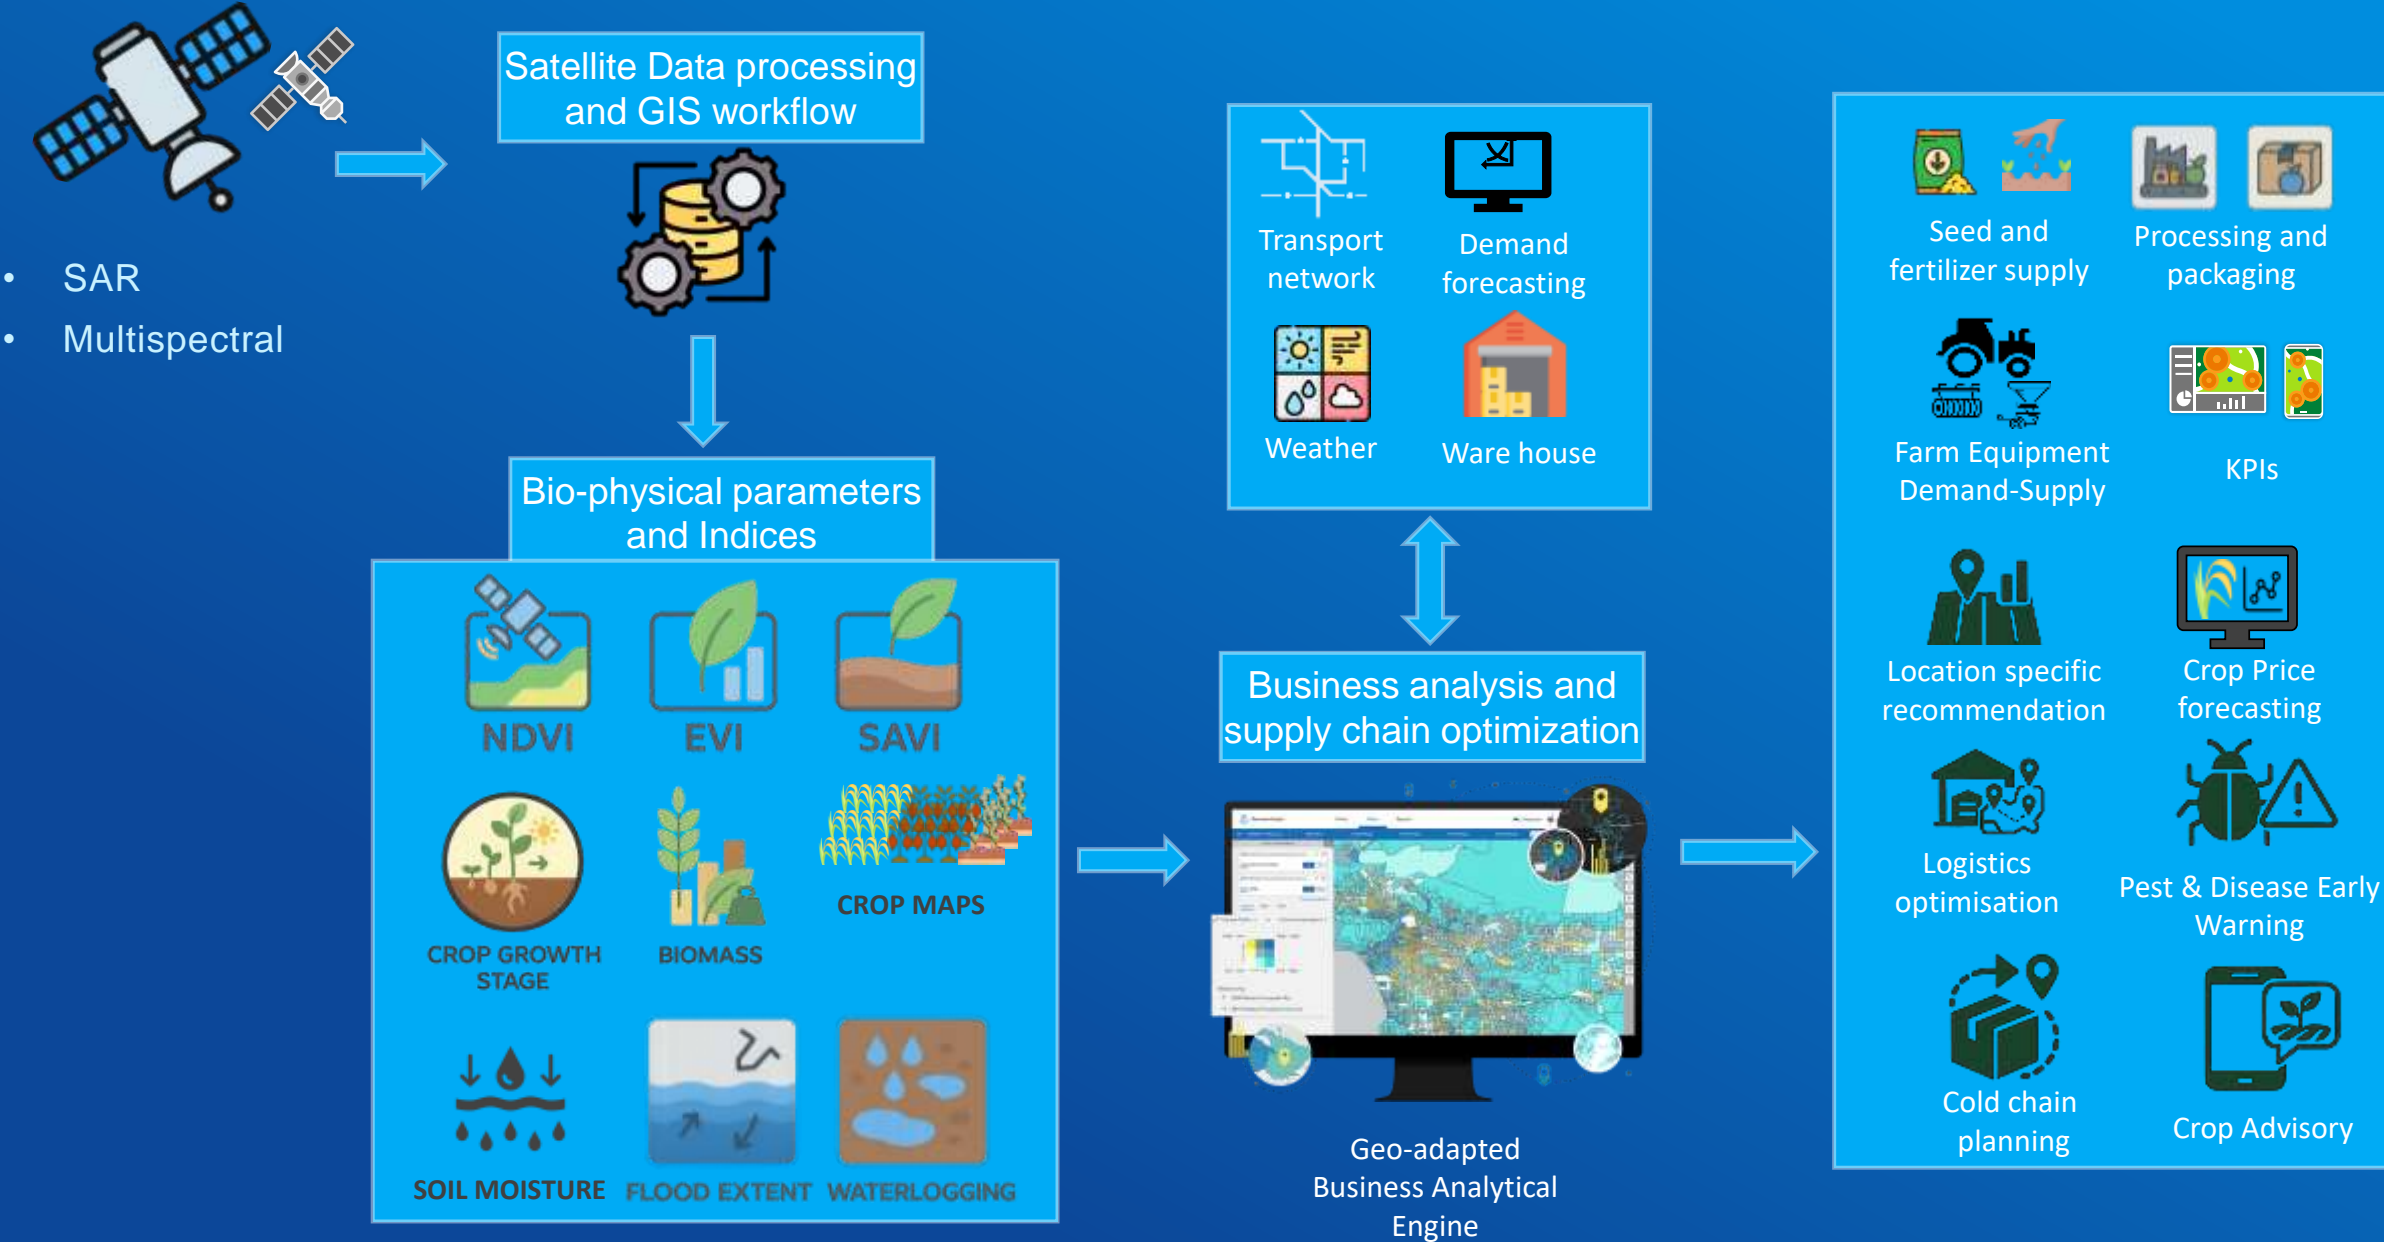 Satellite Data processing
and GIS workflow
• SAR
• Multispectral
Bio-physical parameters
and Indices
NDVI
EVI
SAVI
CROP GROWTH
STAGE
BIOMASS
CROP MAPS
SOIL MOISTURE
FLOOD EXTENT
WATERLOGGING
Transport
network
Demand
forecasting
Weather
Ware house
Business analysis and
supply chain optimization
Geo-adapted
Business Analytical
Engine
Seed and
fertilizer supply
Processing and
packaging
Farm Equipment
Demand-Supply
KPIs
Location specific
recommendation
Crop Price
forecasting
Logistics
optimisation
Pest & Disease Early
Warning
Cold chain
planning
Crop Advisory